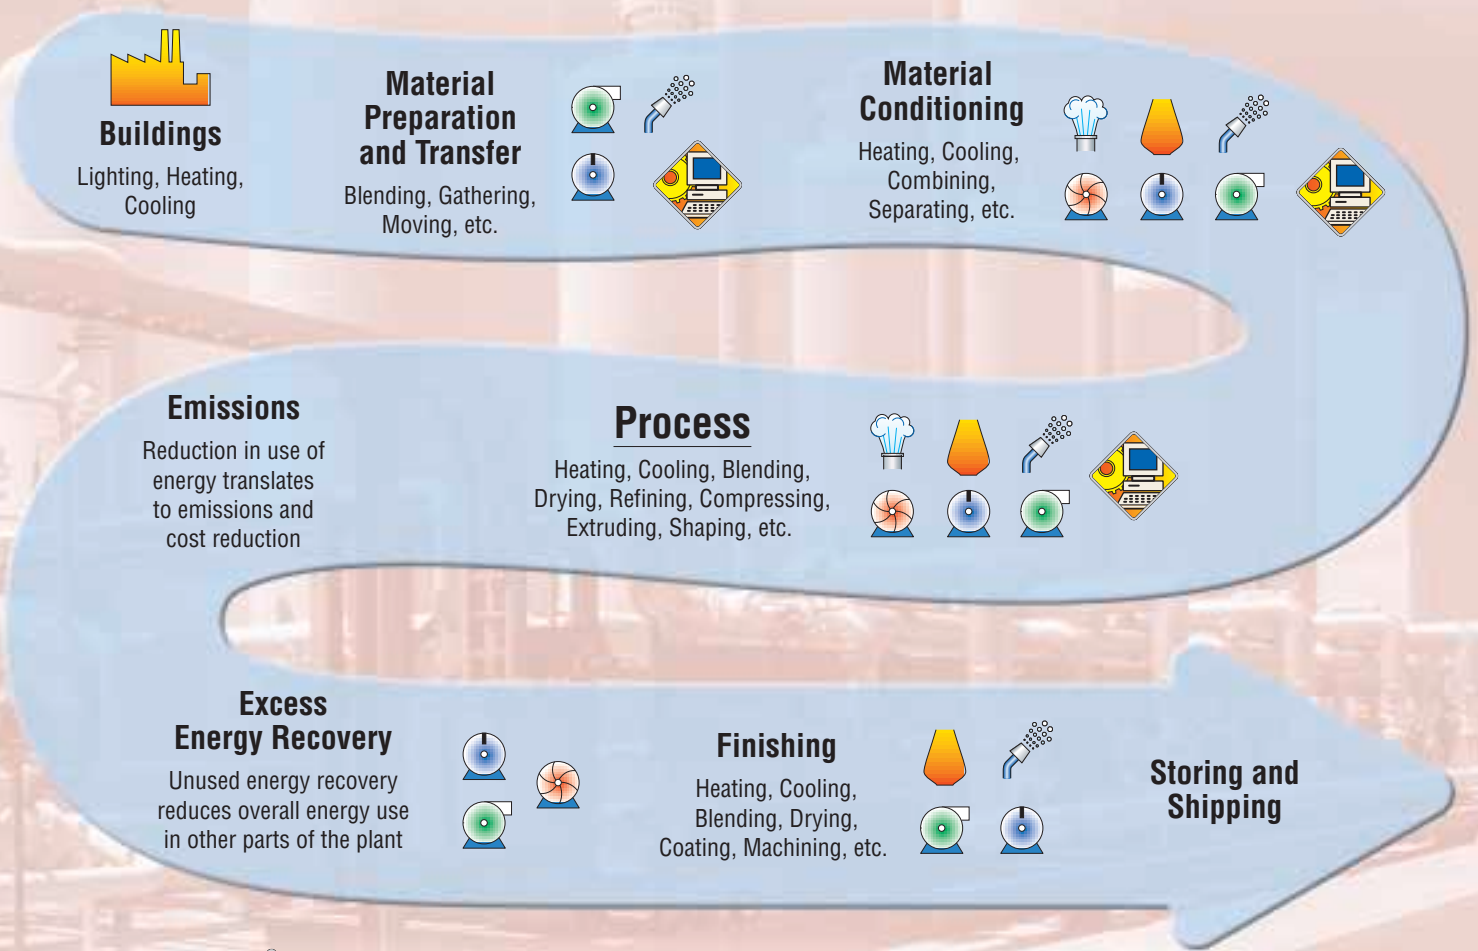 Buildings
Lighting, Heating,
Cooling
Material
Preparation
and Transfer
Blending, Gathering,
Moving, etc.
Material
Conditioning
Heating, Cooling,
Combining,
Separating, etc.
Process
Heating, Cooling, Blending,
Drying, Refining, Compressing,
Extruding, Shaping, etc.
Emissions
Reduction in use of
energy translates
to emissions and
cost reduction
Excess
Energy Recovery
Unused energy recovery
reduces overall energy use
in other parts of the plant
Finishing
Heating, Cooling,
Blending, Drying,
Coating, Machining, etc.
Storing and
Shipping